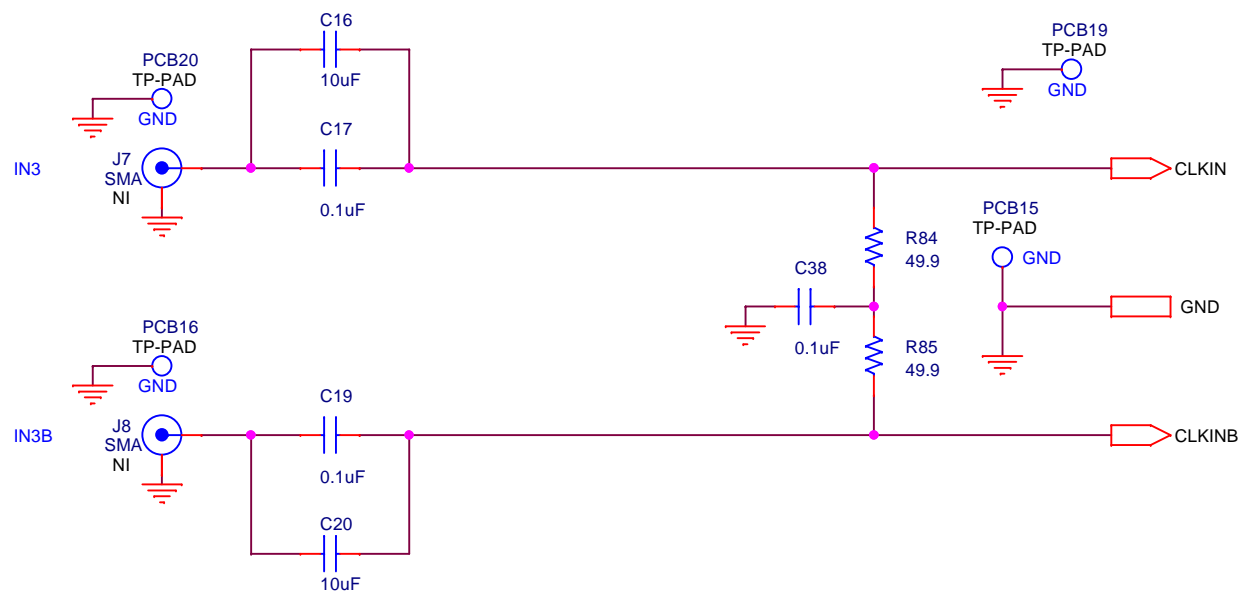 C16
10uF
PCB20
TP-PAD
GND
PCB19
TP-PAD
GND
C17
0.1uF
IN3
J7
SMA
NI
CLKIN
R84
49.9
PCB15
TP-PAD
GND
C38
0.1uF
GND
R85
49.9
PCB16
TP-PAD
GND
C19
0.1uF
IN3B
J8
SMA
NI
CLKINB
C20
10uF